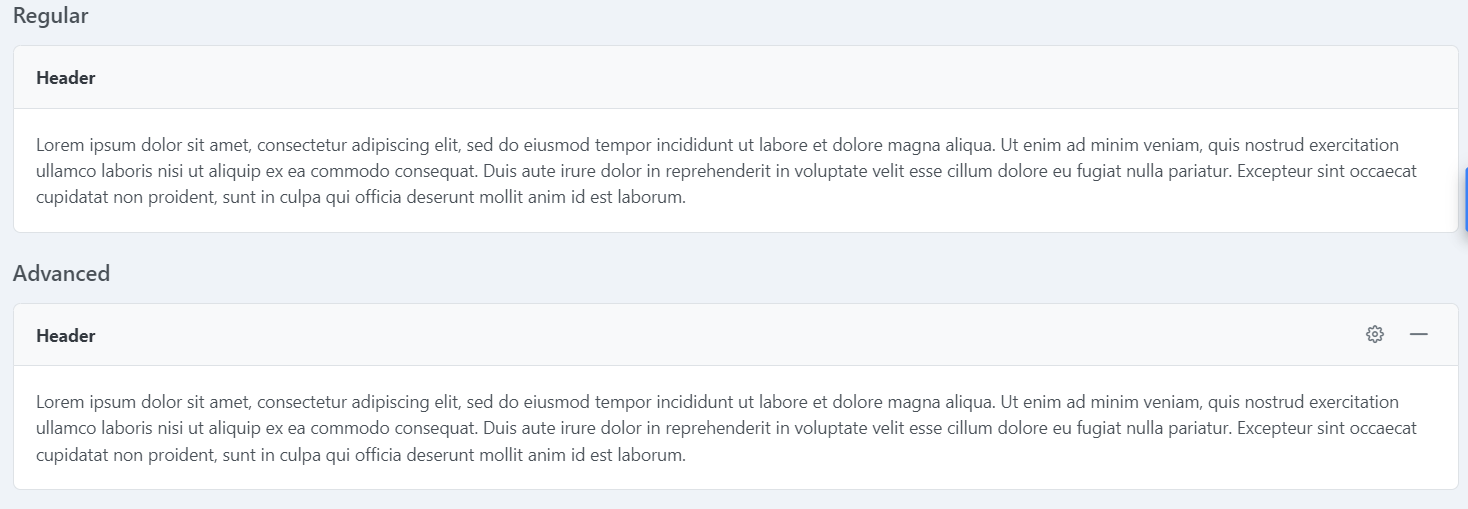 Regular
Header
Lorem ipsum dolor sit amet, consectetur adipiscing elit, sed do eiusmod tempor incididunt ut labore et dolore magna aliqua. Ut enim ad minim veniam, quis nostrud exercitation
ullamco laboris nisi ut aliquip ex ea commodo consequat. Duis aute irure dolor in reprehenderit in voluptate velit esse cillum dolore eu fugiat nulla pariatur. Excepteur sint occaecat
cupidatat non proident, sunt in culpa qui officia deserunt mollit anim id est laborum.
Advanced
Header
Lorem ipsum dolor sit amet, consectetur adipiscing elit, sed do eiusmod tempor incididunt ut labore et dolore magna aliqua. Ut enim ad minim veniam, quis nostrud exercitation
ullamco laboris nisi ut aliquip ex ea commodo consequat. Duis aute irure dolor in reprehenderit in voluptate velit esse cillum dolore eu fugiat nulla pariatur. Excepteur sint occaecat
cupidatat non proident, sunt in culpa qui officia deserunt mollit anim id est laborum.